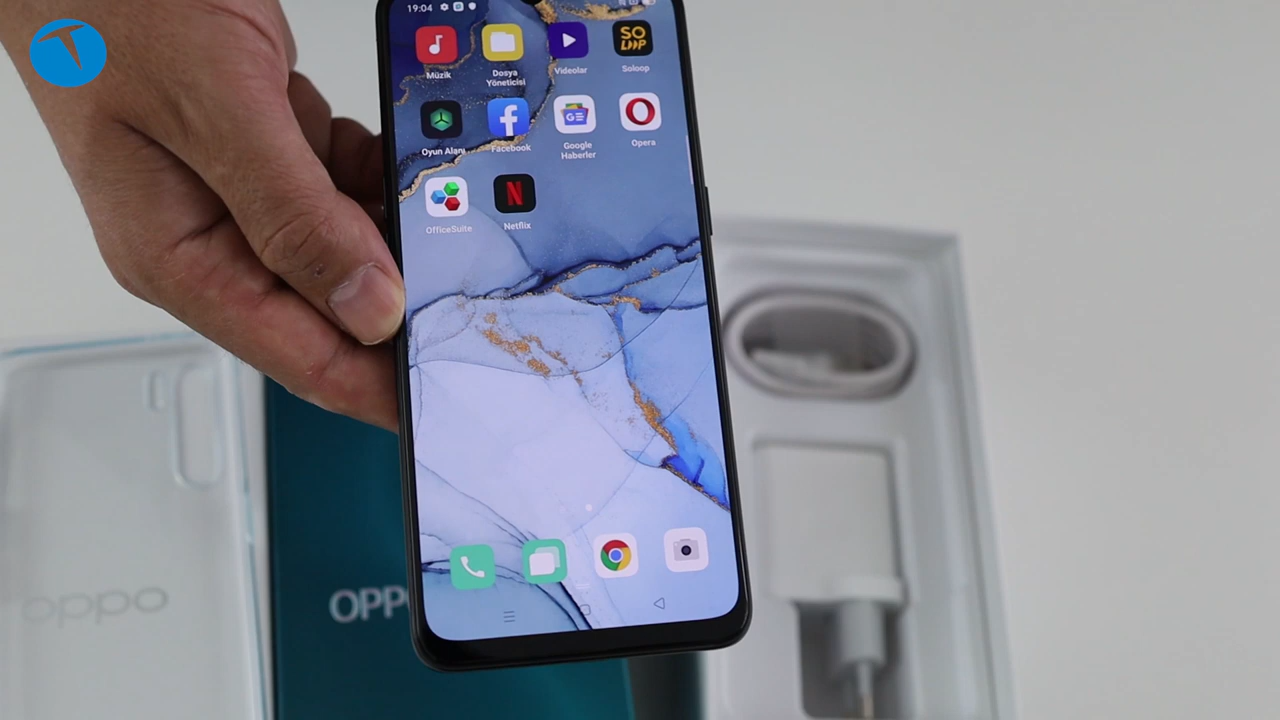 19:04
Müzik
Dosya
Yöneticisi
Videolar
SO
LOOP
Soloop
Oyun Alanı
Facebook
GE
Google
Haberler
Opera
OfficeSuite
N
Netflix
oppo
OPPO